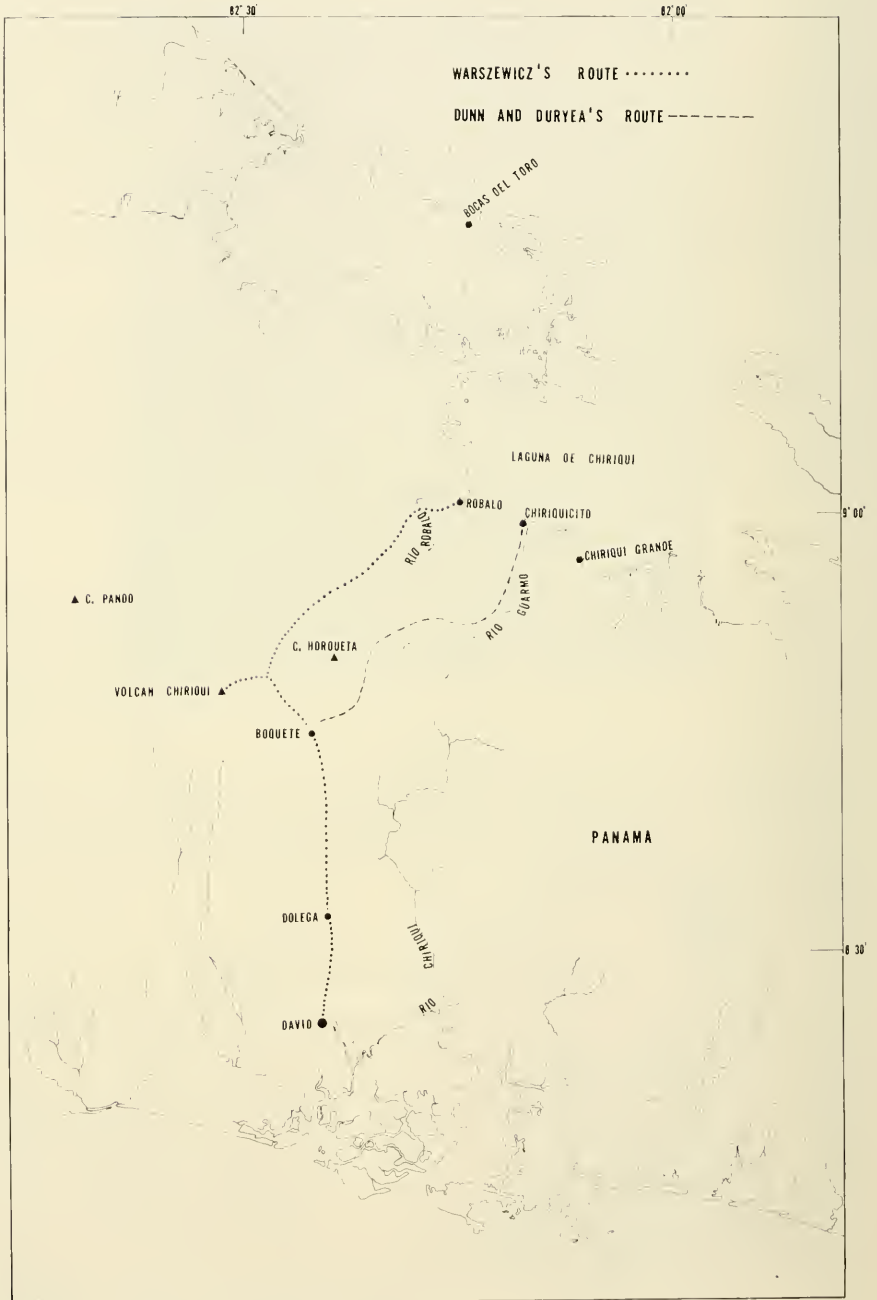 82°30' 82°00'
WARSZEWICZ'S ROUTE
DUNN AND DURYEA'S ROUTE
BOCAS DEL TORO
LAGUNA DE CHIRIQUI
ROBALO
CHIRIQUICITO
9°00'
RIO ROBALO
CHIRIQUI GRANDE
C. PANDO
RIO GUARMO
C. HORQUETA
VOLCAN CHIRIQUI
BOQUETE
PANAMA
DOLEGA
8 30'
RIO CHIRIQUI
DAVID